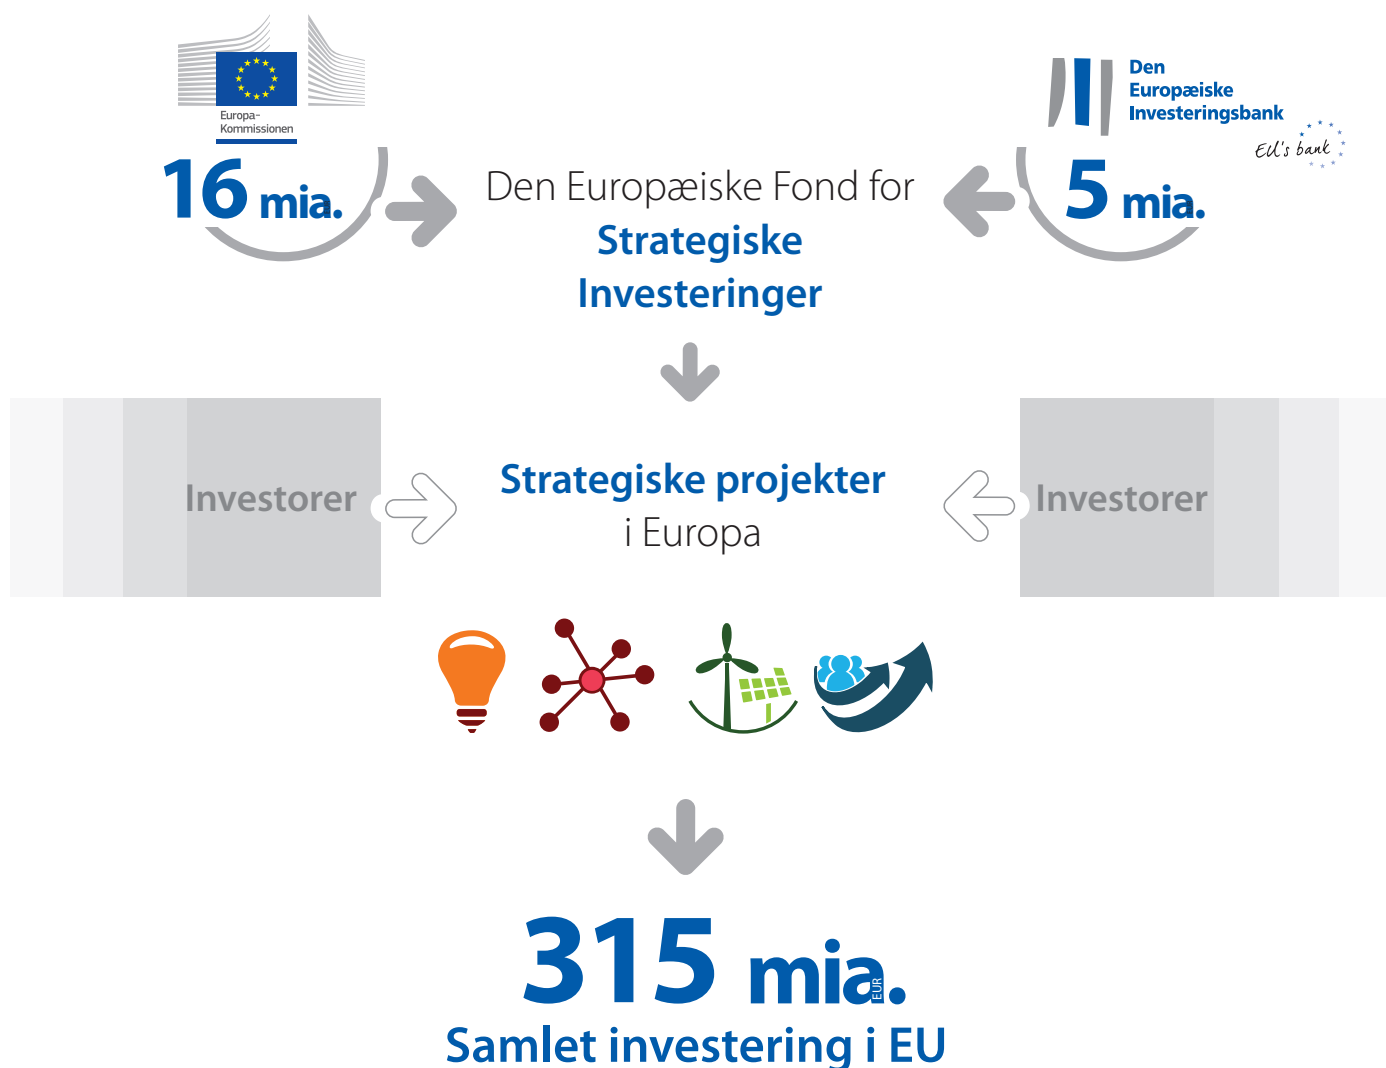 Europa-
Kommissionen
16 mia.
Den
Europæiske
Investeringsbank
EU's bank
5 mia.
Den Europæiske Fond for
Strategiske
Investeringer
Investorer
Strategiske projekter
i Europa
Investorer
315 mia.
EUR
Samlet investering i EU